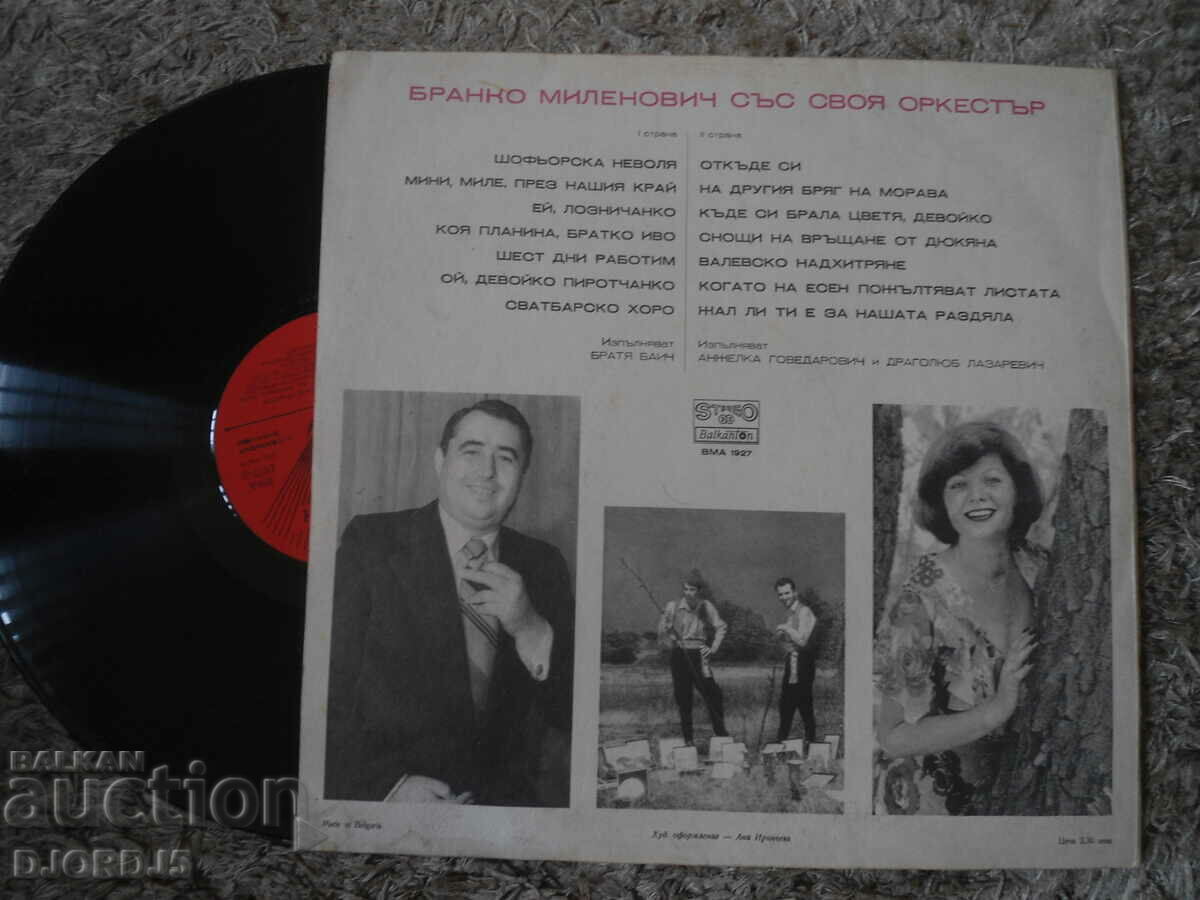 БРАНКО МИЛЕНОВИЧ СЪС СВОЯ ОРКЕСТЪР
I страна
ШОФЬОРСКА НЕВОЛЯ
МИНИ, МИЛЕ, ПРЕЗ НАШИЯ КРАЙ
ЕЙ, ЛОЗНИЧАНКО
КОЯ ПЛАНИНА, БРАТКО ИВО
ШЕСТ ДНИ РАБОТИМ
ОЙ, ДЕВОЙКО ПИРОТЧАНКО
СВАТБАРСКО ХОРО
Изпълняват
БРАТЯ БАИЧ
II страна
ОТКЪДЕ СИ
НА ДРУГИЯ БРЯГ НА МОРАВА
КЪДЕ СИ БРАЛА ЦВЕТЯ, ДЕВОЙКО
СНОЩИ НА ВРЪЩАНЕ ОТ ДЮКЯНА
ВАЛЕВСКО НАДХИТРЯНЕ
КОГАТО НА ЕСЕН ПОЖЪЛТЯВАТ ЛИСТАТА
ЖАЛ ЛИ ТИ Е ЗА НАШАТА РАЗДЯЛА
Изпълняват
АНЖЕЛКА ГОВЕДАРОВИЧ и ДРАГОЛЮБ ЛАЗАРЕВИЧ
Balkanton
ВМА 1927
Made in Bulgaria
Худ. оформление — Ана
Цена
BALKAN
auction
DJORDJ5